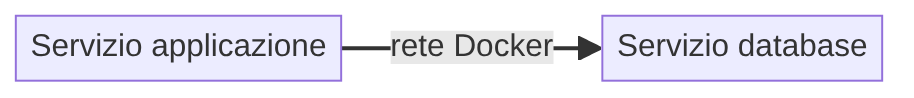 Servizio applicazione
rete Docker
Servizio database